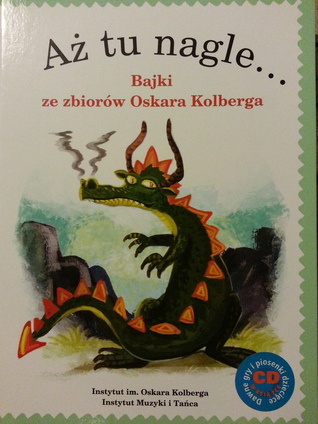 Aż tu nagle...
Bajki
ze zbiorów Oskara Kolberga
Instytut im. Oskara Kolberga
Instytut Muzyki i Tańca
Dawne gry i piosenki dziecięce
CD